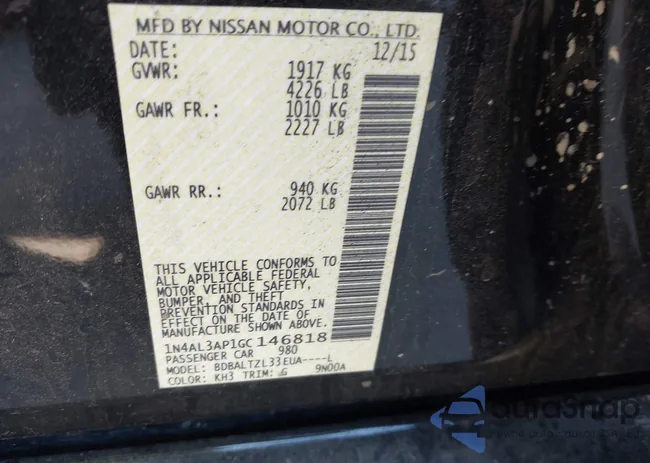 MFD BY NISSAN MOTOR CO., LTD.
DATE: 12/15
GVWR: 1917 KG
4226 LB
GAWR FR.: 1010 KG
2227 LB
GAWR RR.: 940 KG
2072 LB
THIS VEHICLE CONFORMS TO
ALL APPLICABLE FEDERAL
MOTOR VEHICLE SAFETY,
BUMPER, AND THEFT
PREVENTION STANDARDS IN
EFFECT ON THE DATE OF
MANUFACTURE SHOWN ABOVE.
1N4AL3AP1GC146818
PASSENGER CAR 980
MODEL: BDBALTZL33EUA----L
COLOR: KH3 TRIM: G 9N00A
autosnap